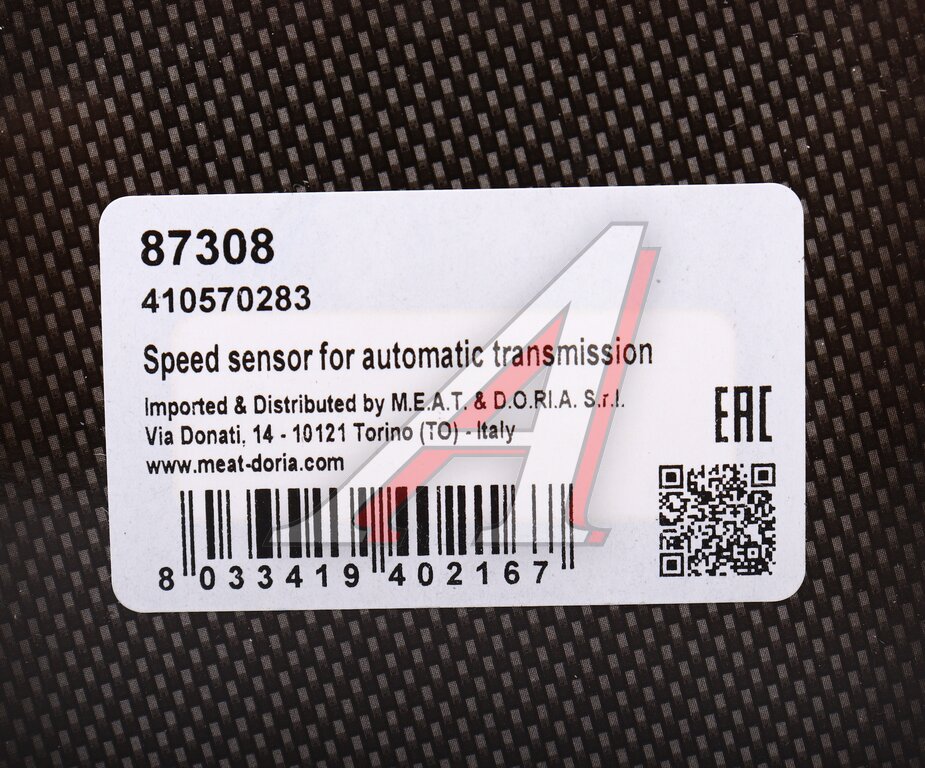 87308
410570283
Speed sensor for automatic transmission
Imported & Distributed by M.E.A.T. & D.O.RI.A. S.r.l.
Via Donati, 14 - 10121 Torino (TO) - Italy
www.meat-doria.com
EAC
8 033419 402167